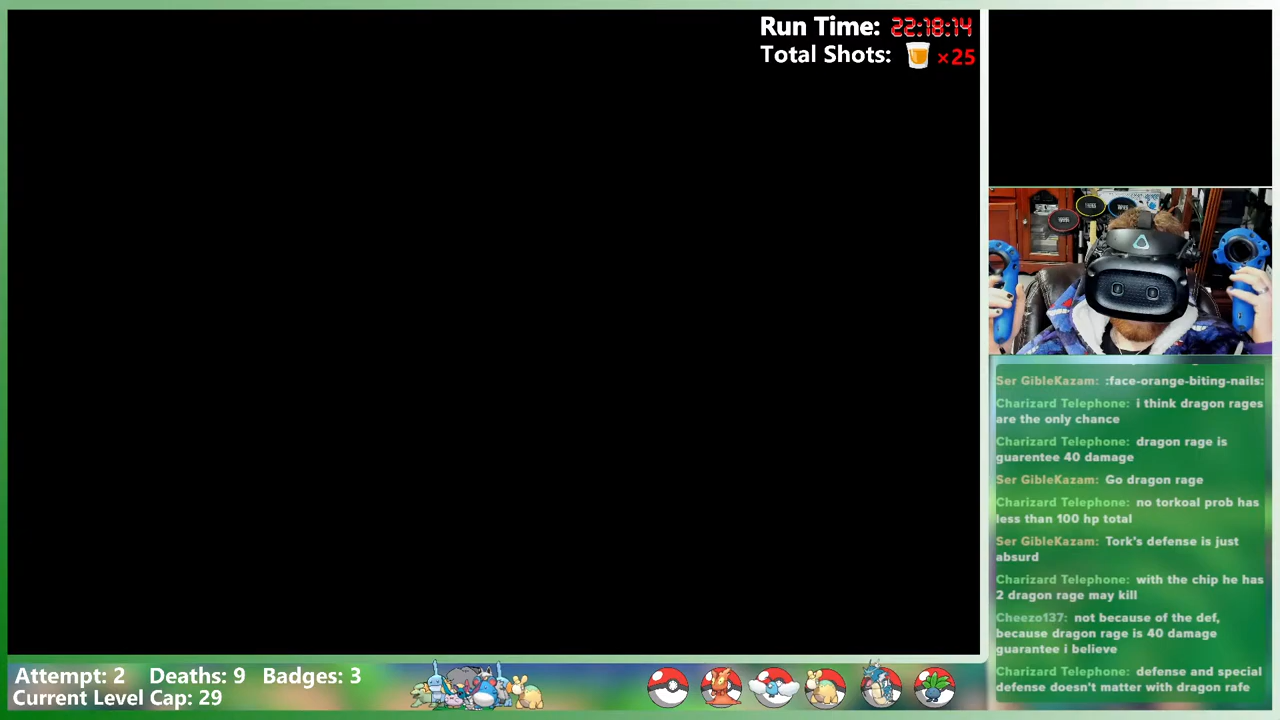 Run Time: 22:18:14
Total Shots: ×25
Ser GibleKazam: :face-orange-biting-nails:
Charizard Telephone: i think dragon rages
are the only chance
Charizard Telephone: dragon rage is
guarentee 40 damage
Ser GibleKazam: Go dragon rage
Charizard Telephone: no torkoal prob has
less than 100 hp total
Ser GibleKazam: Tork's defense is just
absurd
Charizard Telephone: with the chip he has
2 dragon rage may kill
Cheezo137: not because of the def,
because dragon rage is 40 damage
guarantee i believe
Charizard Telephone: defense and special
defense doesn't matter with dragon rafe
Attempt: 2 Deaths: 9 Badges: 3
Current Level Cap: 29